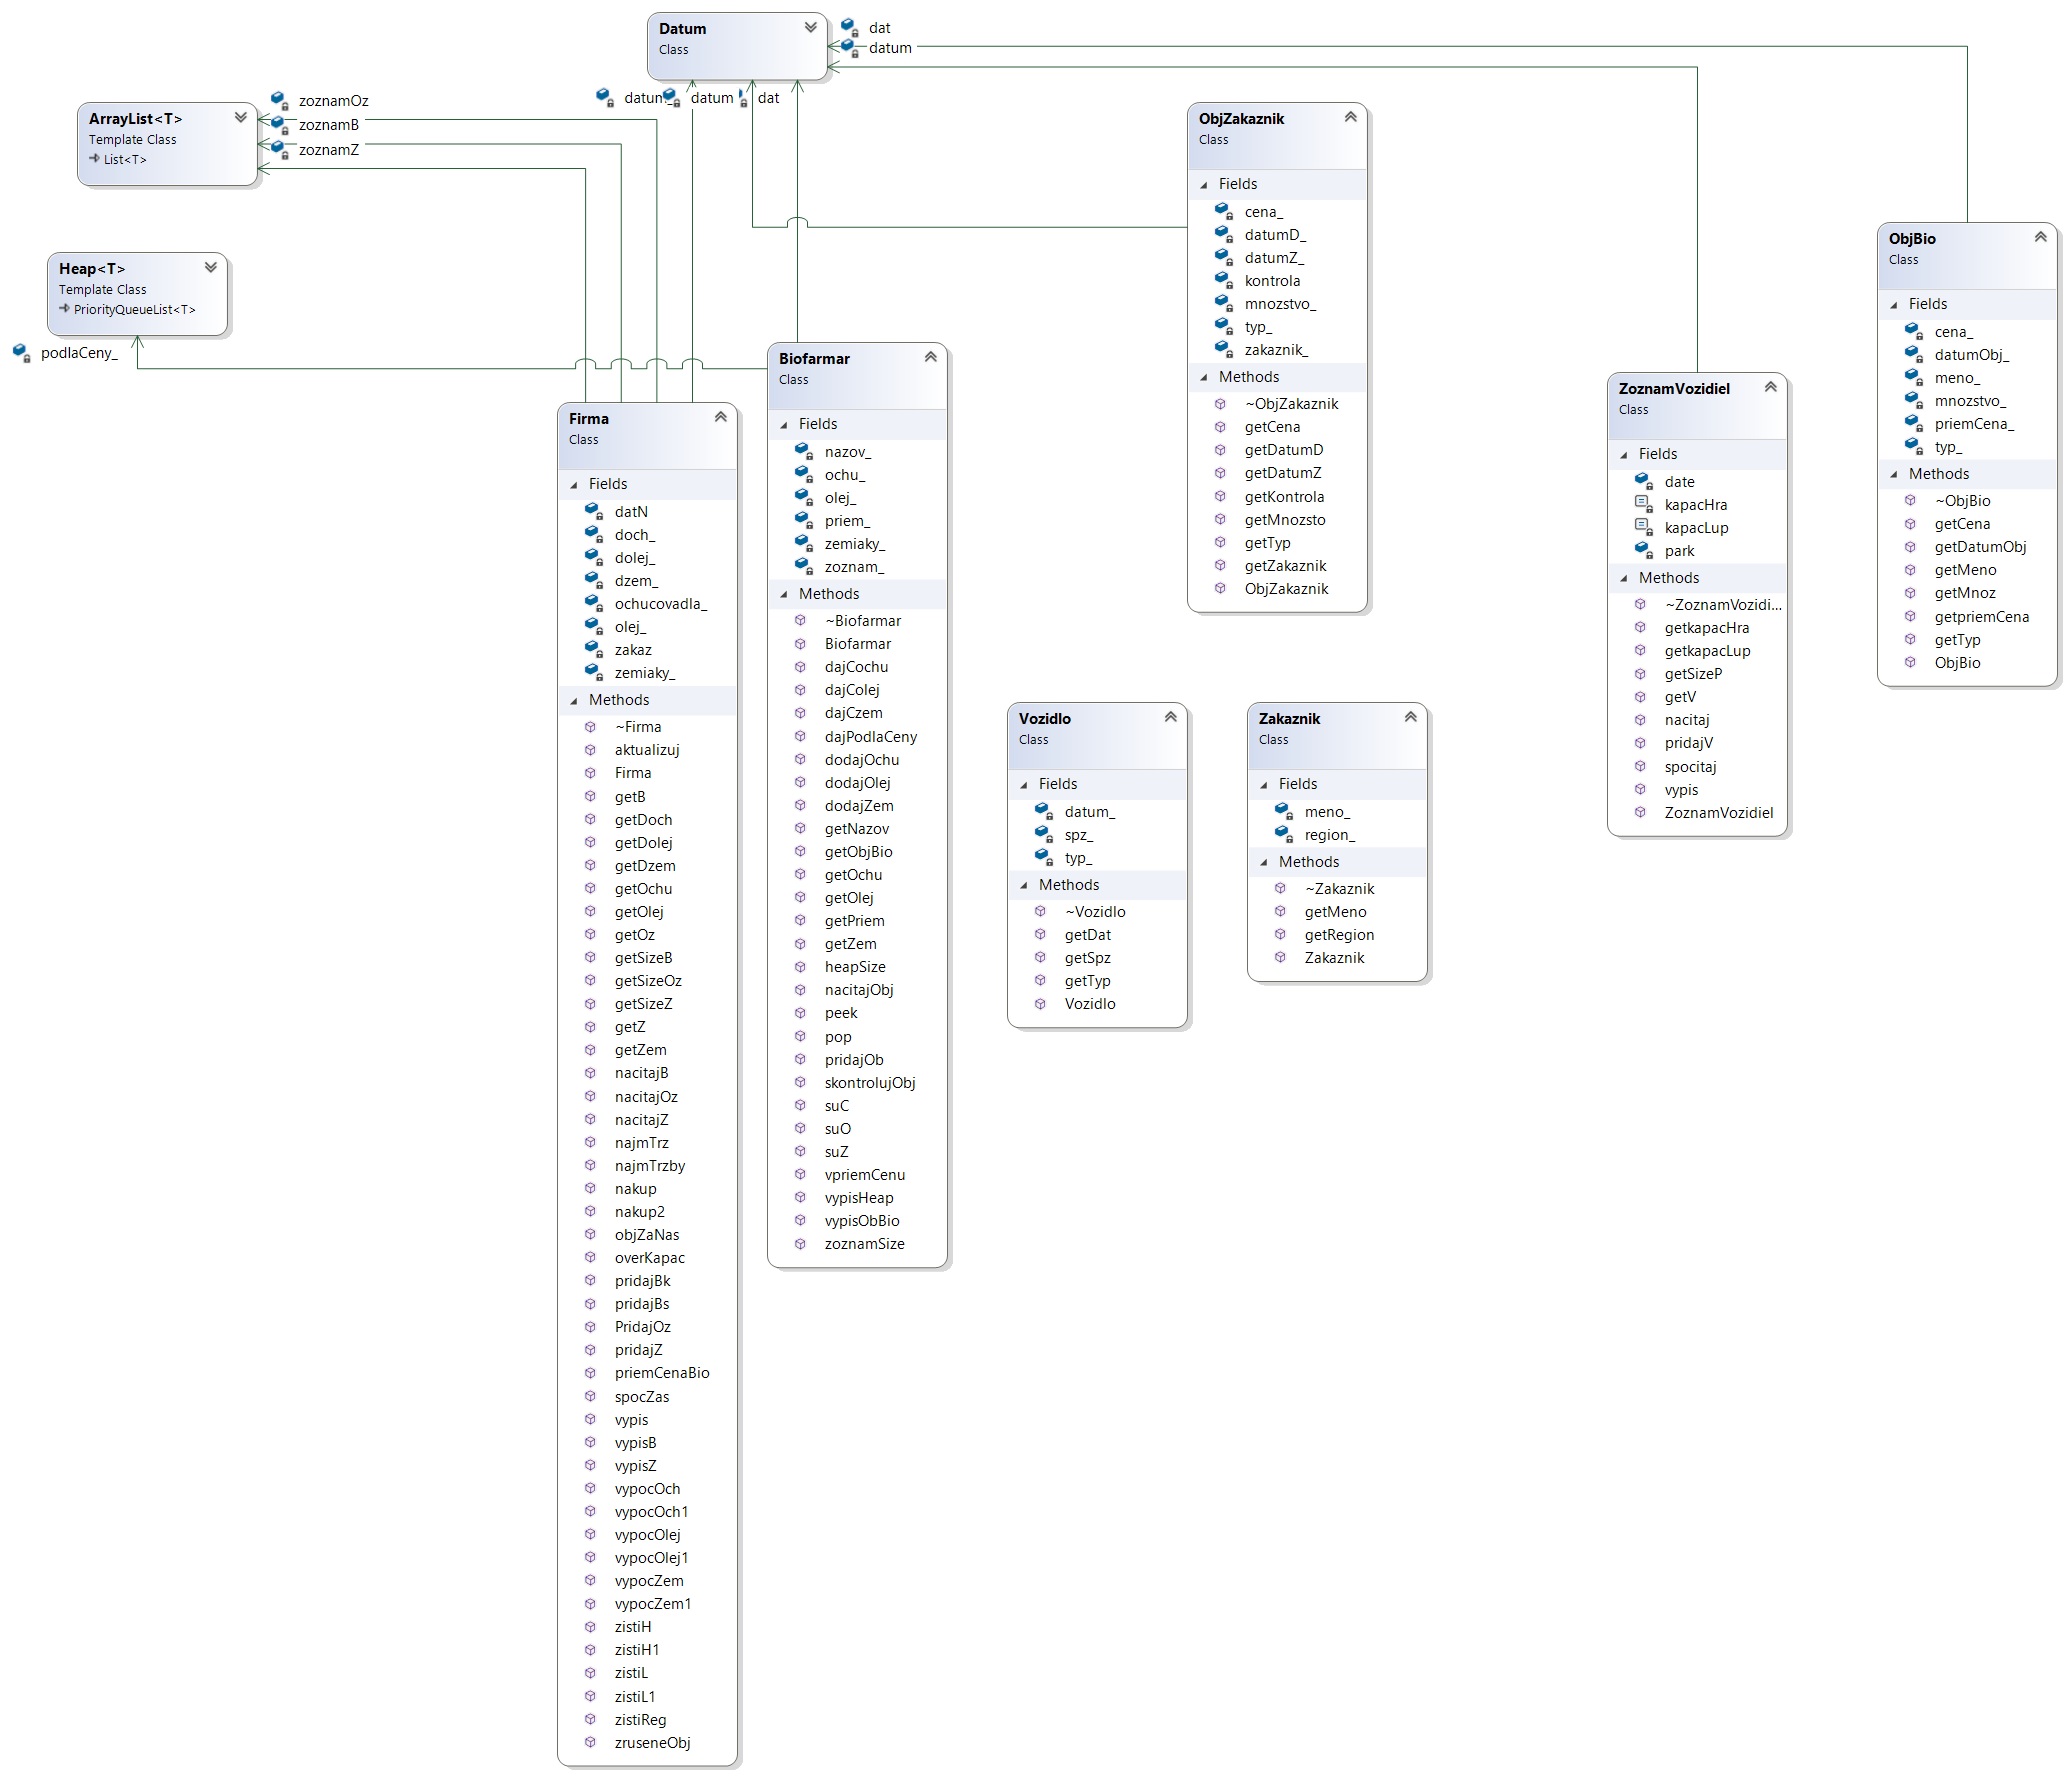 Datum
Class
dat
datum
datum_
datum
dat
zoznamOz
zoznamB
zoznamZ
ArrayList<T>
Template Class
List<T>
Heap<T>
Template Class
PriorityQueueList<T>
podlaCeny_
Firma
Class
Fields
datN
doch_
dolej_
dzem_
ochucovadla_
olej_
zakaz
zemiaky_
Methods
~Firma
aktualizuj
Firma
getB
getDoch
getDolej
getDzem
getOchu
getOlej
getOz
getSizeB
getSizeOz
getSizeZ
getZ
getZem
nacitajB
nacitajOz
nacitajZ
najmTrz
najmTrzby
nakup
nakup2
objZaNas
overKapac
pridajBk
pridajBs
PridajOz
pridajZ
priemCenaBio
spocZas
vypis
vypisB
vypisZ
vypocOch
vypocOch1
vypocOlej
vypocOlej1
vypocZem
vypocZem1
zistiH
zistiH1
zistiL
zistiL1
zistiReg
zruseneObj
Biofarmar
Class
Fields
nazov_
ochu_
olej_
priem_
zemiaky_
zoznam_
Methods
~Biofarmar
Biofarmar
dajCochu
dajColej
dajCzem
dajPodlaCeny
dodajOchu
dodajOlej
dodajZem
getNazov
getObjBio
getOchu
getOlej
getPriem
getZem
heapSize
nacitajObj
peek
pop
pridajOb
skontrolujObj
suC
suO
suZ
vpriemCenu
vypisHeap
vypisObBio
zoznamSize
ObjZakaznik
Class
Fields
cena_
datumD_
datumZ_
kontrola
mnozstvo_
typ_
zakaznik_
Methods
~ObjZakaznik
getCena
getDatumD
getDatumZ
getKontrola
getMnozsto
getTyp
getZakaznik
ObjZakaznik
Vozidlo
Class
Fields
datum_
spz_
typ_
Methods
~Vozidlo
getDat
getSpz
getTyp
Vozidlo
Zakaznik
Class
Fields
meno_
region_
Methods
~Zakaznik
getMeno
getRegion
Zakaznik
ZoznamVozidiel
Class
Fields
date
kapacHra
kapacLup
park
Methods
~ZoznamVozidi...
getkapacHra
getkapacLup
getSizeP
getV
nacitaj
pridajV
spocitaj
vypis
ZoznamVozidiel
ObjBio
Class
Fields
cena_
datumObj_
meno_
mnozstvo_
priemCena_
typ_
Methods
~ObjBio
getCena
getDatumObj
getMeno
getMnoz
getpriemCena
getTyp
ObjBio